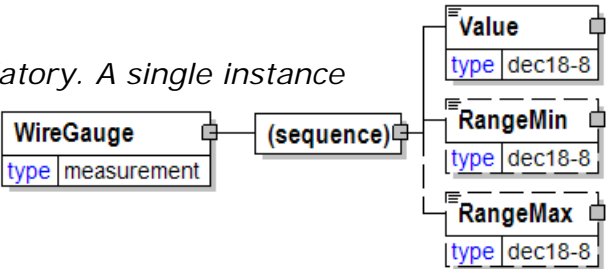 Value
type dec18-8
atory. A single instance
RangeMin
type dec18-8
WireGauge
type measurement
(sequence)
RangeMax
type dec18-8